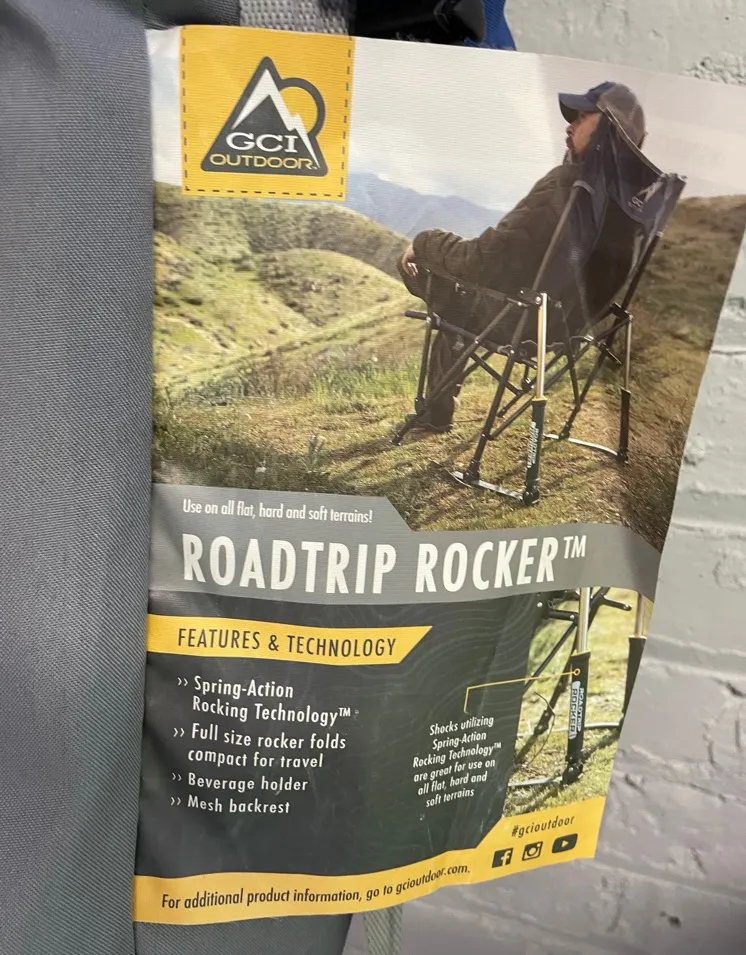 GCI
OUTDOOR
Use on all flat, hard and soft terrains!
ROADTRIP ROCKER™
FEATURES & TECHNOLOGY
›› Spring-Action
Rocking Technology™
›› Full size rocker folds
compact for travel
›› Beverage holder
›› Mesh backrest
Shocks utilizing
Spring-Action
Rocking Technology™
are great for use on
all flat, hard and
soft terrains
ROADTRIP
ROCKER
#gcioutdoor
For additional product information, go to gcioutdoor.com.